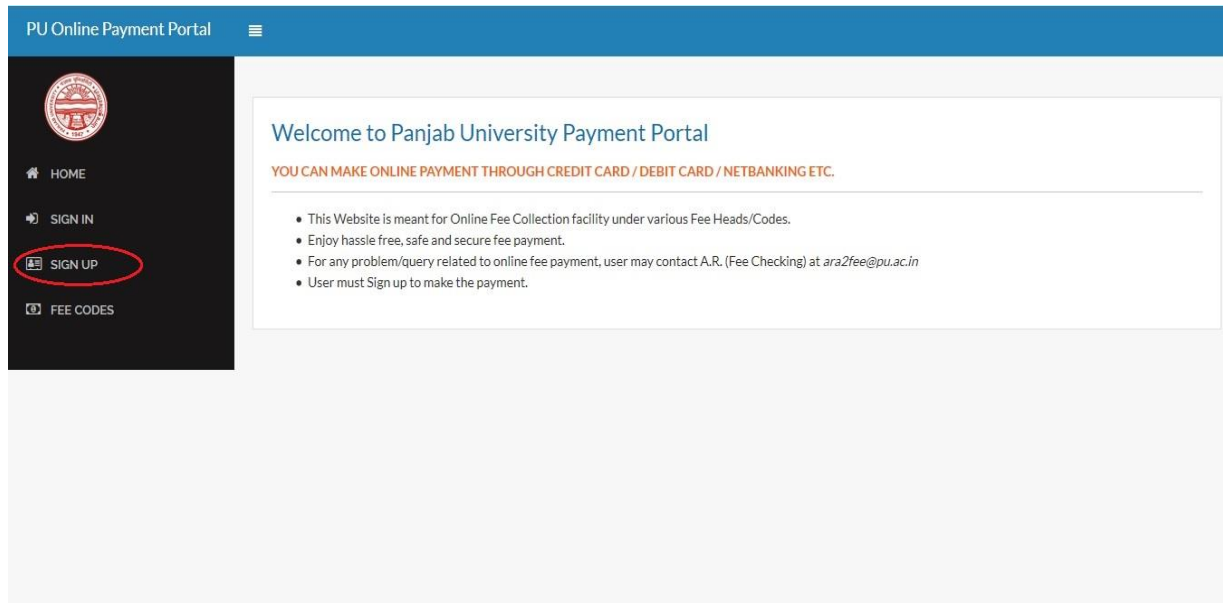 PU Online Payment Portal
HOME
SIGN IN
SIGN UP
FEE CODES
Welcome to Panjab University Payment Portal
YOU CAN MAKE ONLINE PAYMENT THROUGH CREDIT CARD / DEBIT CARD / NETBANKING ETC.
• This Website is meant for Online Fee Collection facility under various Fee Heads/Codes.
• Enjoy hassle free, safe and secure fee payment.
• For any problem/query related to online fee payment, user may contact A.R. (Fee Checking) at ara2fee@pu.ac.in
• User must Sign up to make the payment.